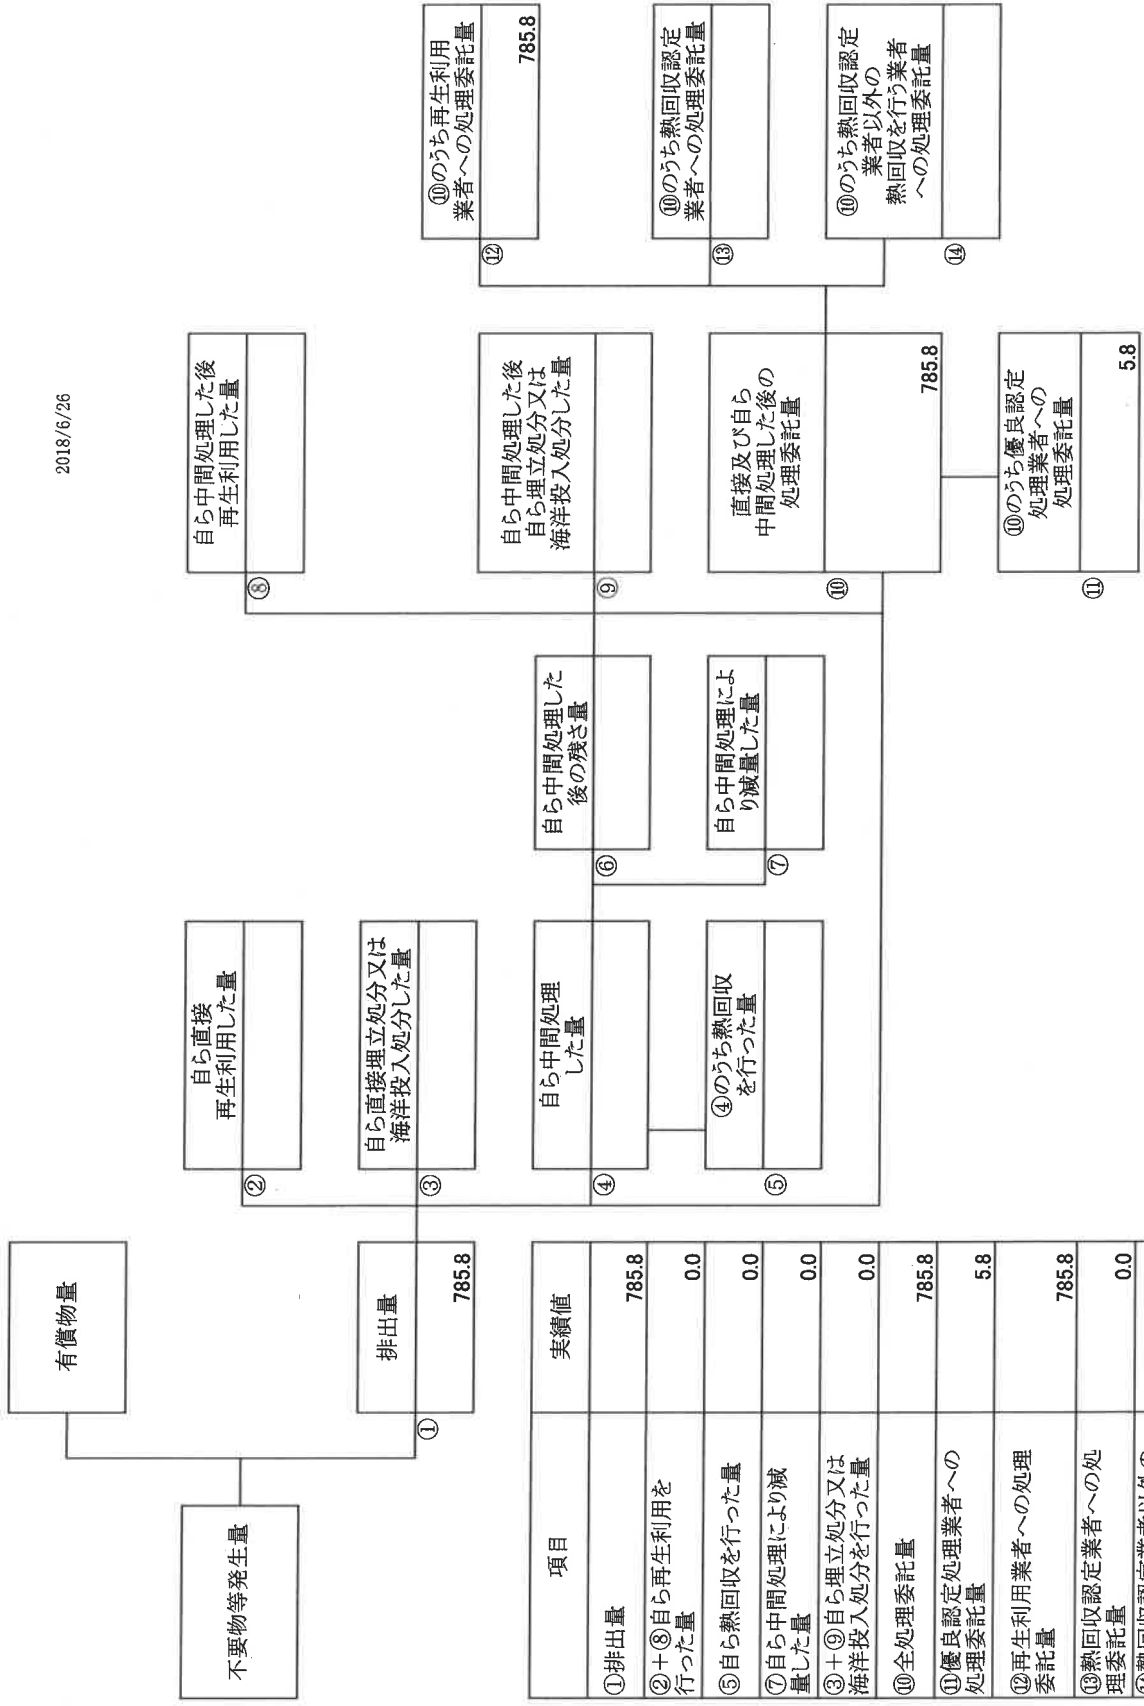 2018/6/26
不要物等発生量
有償物量
①
排出量
785.8
②
自ら直接
再生利用した量
③
自ら直接埋立処分又は
海洋投入処分した量
④
自ら中間処理
した量
⑤
④のうち熱回収
を行った量
⑥
自ら中間処理した
後の残さ量
⑦
自ら中間処理によ
り減量した量
⑧
自ら中間処理した後
再生利用した量
⑨
自ら中間処理した後
自ら埋立処分又は
海洋投入処分した量
⑩
直接及び自ら
中間処理した後の
処理委託量
785.8
⑪
⑩のうち優良認定
処理業者への
処理委託量
5.8
⑫
⑩のうち再生利用
業者への処理委託量
785.8
⑬
⑩のうち熱回収認定
業者への処理委託量
⑭
⑩のうち熱回収認定
業者以外の
熱回収を行う業者
への処理委託量
項目
実績値
①排出量
785.8
②＋⑧自ら再生利用を
行った量
0.0
⑤自ら熱回収を行った量
0.0
⑦自ら中間処理により減
量した量
0.0
③＋⑨自ら埋立処分又は
海洋投入処分を行った量
0.0
⑩全処理委託量
785.8
⑪優良認定処理業者への
処理委託量
5.8
⑫再生利用業者への処理
委託量
785.8
⑬熱回収認定業者への処
理委託量
0.0